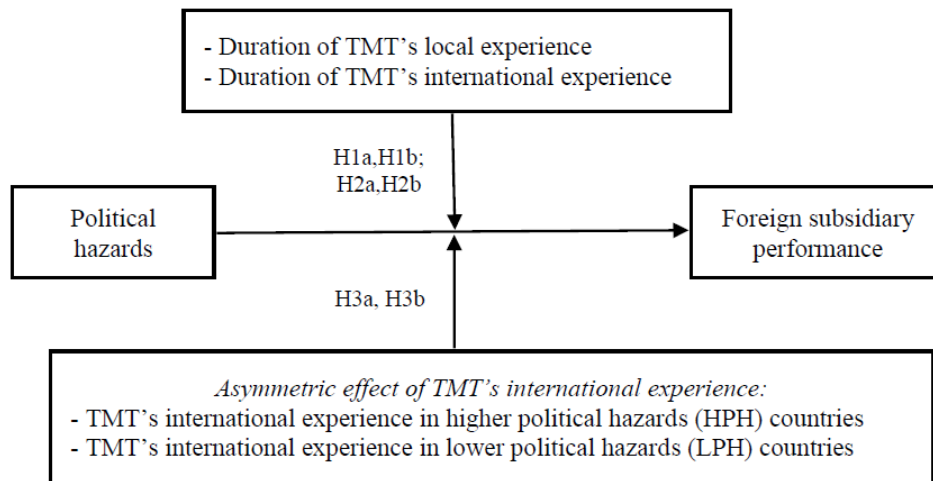 - Duration of TMT's local experience
- Duration of TMT's international experience
H1a,H1b;
H2a,H2b
Political
hazards
Foreign subsidiary
performance
H3a, H3b
Asymmetric effect of TMT's international experience:
- TMT's international experience in higher political hazards (HPH) countries
- TMT's international experience in lower political hazards (LPH) countries